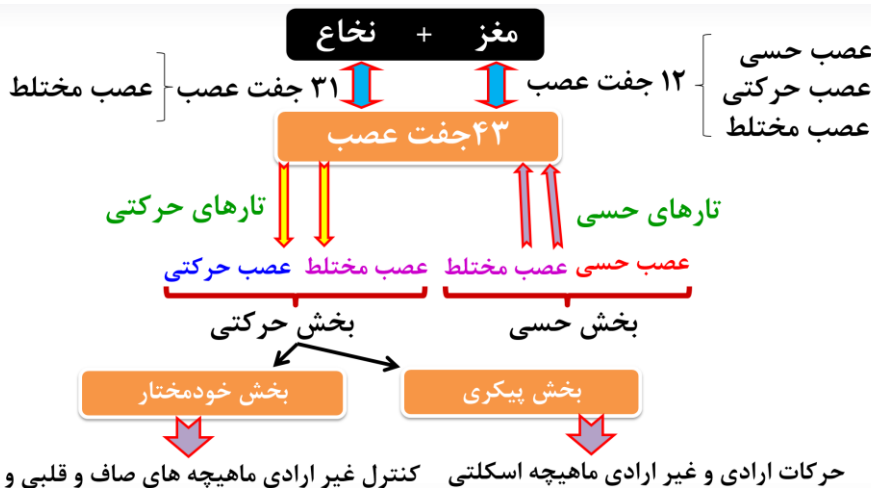 مغز + نخاع
عصب حسی
۱۲ جفت عصب
عصب حرکتی
عصب مختلط
۳۱ جفت عصب
عصب مختلط
۴۳جفت عصب
تارهای حسی
تارهای حرکتی
عصب حسی
عصب مختلط
عصب مختلط
عصب حرکتی
بخش حسی
بخش حرکتی
بخش پیکری
بخش خودمختار
حرکات ارادی و غیر ارادی ماهیچه اسکلتی
کنترل غیر ارادی ماهیچه های صاف و قلبی و